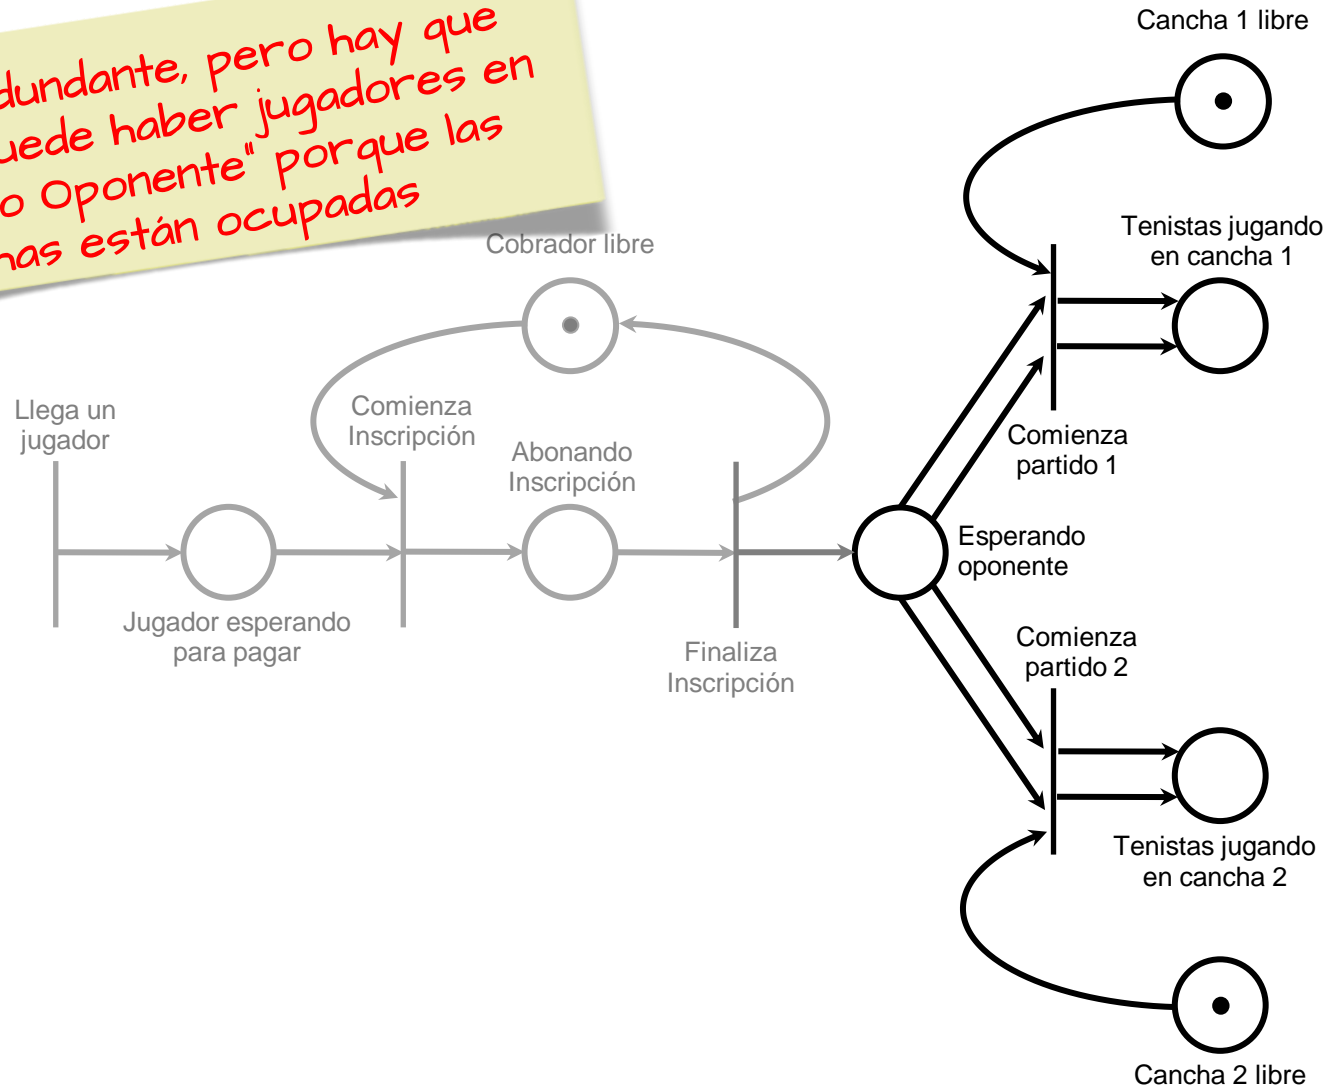 dundante, pero hay que
uede haber jugadores en
o Oponente" porque las
nas están ocupadas
Cancha 1 libre
Tenistas jugando
en cancha 1
Cobrador libre
Llega un
jugador
Comienza
Inscripción
Abonando
Inscripción
Comienza
partido 1
Esperando
oponente
Jugador esperando
para pagar
Finaliza
Inscripción
Comienza
partido 2
Tenistas jugando
en cancha 2
Cancha 2 libre